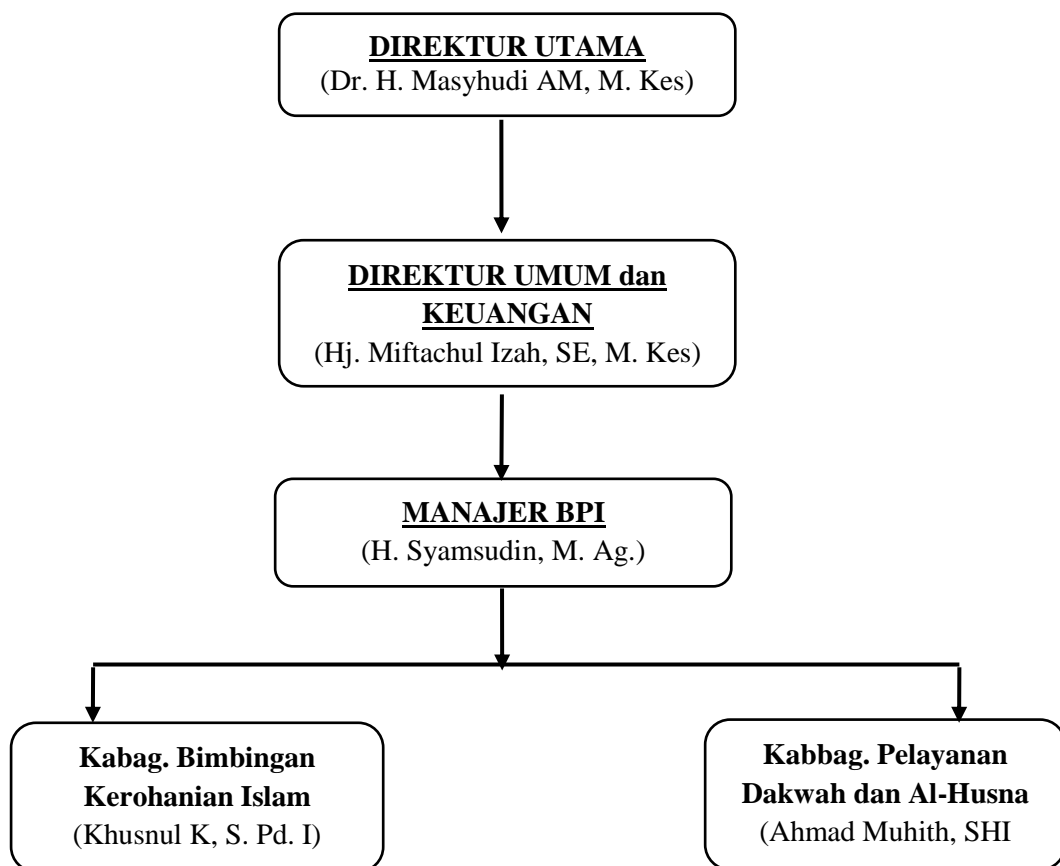 DIREKTUR UTAMA
(Dr. H. Masyhudi AM, M. Kes)
DIREKTUR UMUM dan
KEUANGAN
(Hj. Miftachul Izah, SE, M. Kes)
MANAJER BPI
(H. Syamsudin, M. Ag.)
Kabag. Bimbingan
Kerohanian Islam
(Khusnul K, S. Pd. I)
Kabbag. Pelayanan
Dakwah dan Al-Husna
(Ahmad Muhith, SHI